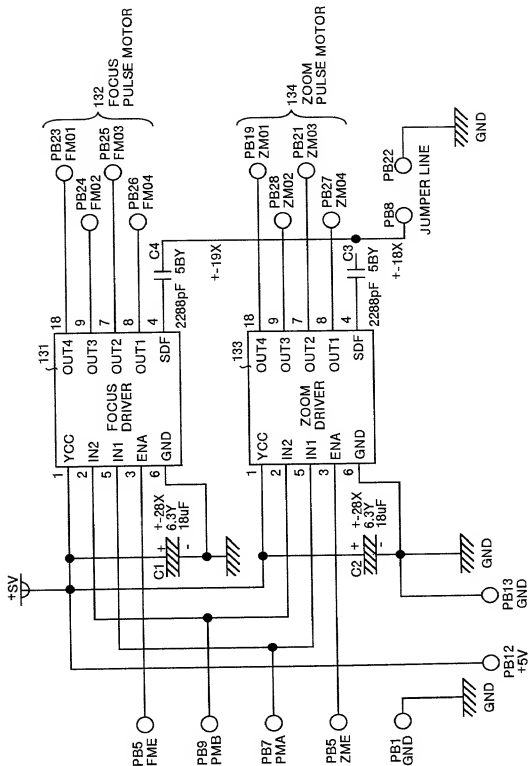 132
FOCUS
PULSE MOTOR
PB23
FM01
PB24
FM02
PB25
FM03
PB26
FM04
134
ZOOM
PULSE MOTOR
PB19
ZM01
PB28
ZM02
PB21
ZM03
PB27
ZM04
PB22
PB8
JUMPER LINE
GND
C4
5BY
2288pF
+-19X
C3
5BY
2288pF
+-18X
131
18
9
7
8
4
OUT4
OUT3
OUT2
OUT1
SDF
FOCUS
DRIVER
YCC
IN2
IN1
ENA
GND
1
2
5
3
6
133
18
9
7
8
4
OUT4
OUT3
OUT2
OUT1
SDF
ZOOM
DRIVER
YCC
IN2
IN1
ENA
GND
1
2
5
3
6
C1
+
-
+-28X
6.3Y
18uF
C2
+
-
+-28X
6.3Y
18uF
+SV
GND
PB13
GND
PB12
+5V
GND
PB5
FME
PB9
PMB
PB7
PMA
PB5
ZME
PB1
GND